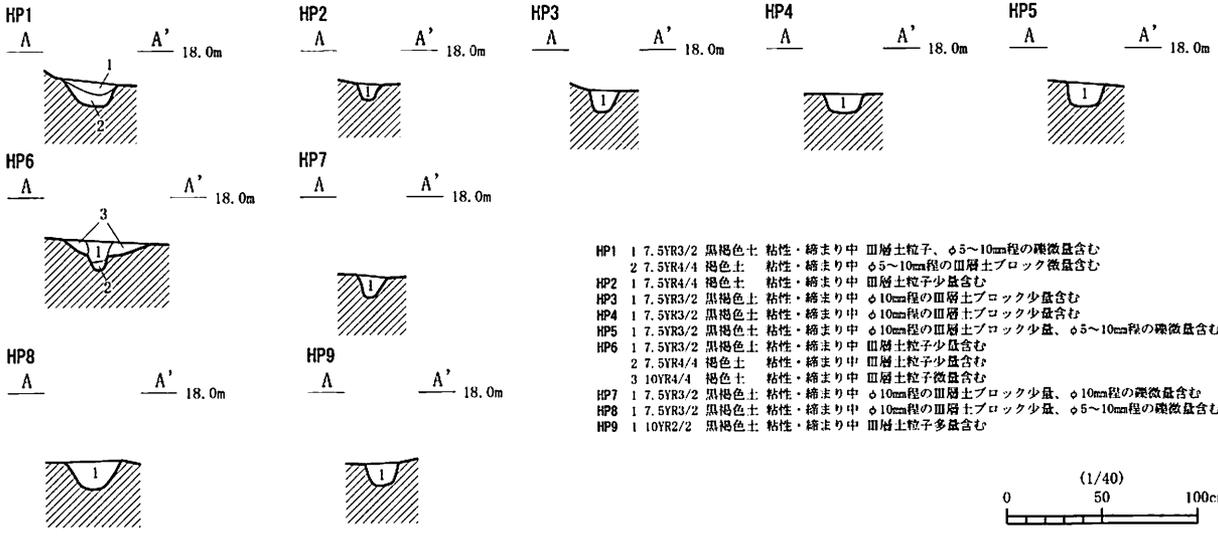 HP1
A A' 18.0m
1
2
HP2
A A' 18.0m
1
HP3
A A' 18.0m
1
HP4
A A' 18.0m
1
HP5
A A' 18.0m
1
HP6
A A' 18.0m
3
1
2
HP7
A A' 18.0m
1
HP8
A A' 18.0m
1
HP9
A A' 18.0m
1
HP1 1 7.5YR3/2 黒褐色土 粘性・締まり中 Ⅲ層土粒子、φ5〜10mm程の礫微量含む
2 7.5YR4/4 褐色土 粘性・締まり中 φ5〜10mm程のⅢ層土ブロック微量含む
HP2 1 7.5YR4/4 褐色土 粘性・締まり中 Ⅲ層土粒子少量含む
HP3 1 7.5YR3/2 黒褐色土 粘性・締まり中 φ10mm程のⅢ層土ブロック少量含む
HP4 1 7.5YR3/2 黒褐色土 粘性・締まり中 φ10mm程のⅢ層土ブロック少量含む
HP5 1 7.5YR3/2 黒褐色土 粘性・締まり中 φ10mm程のⅢ層土ブロック少量、φ5〜10mm程の礫微量含む
HP6 1 7.5YR3/2 黒褐色土 粘性・締まり中 Ⅲ層土粒子少量含む
2 7.5YR4/4 褐色土 粘性・締まり中 Ⅲ層土粒子少量含む
3 10YR4/4 褐色土 粘性・締まり中 Ⅲ層土粒子微量含む
HP7 1 7.5YR3/2 黒褐色土 粘性・締まり中 φ10mm程のⅢ層土ブロック少量、φ10mm程の礫微量含む
HP8 1 7.5YR3/2 黒褐色土 粘性・締まり中 φ10mm程のⅢ層土ブロック少量、φ5〜10mm程の礫微量含む
HP9 1 10YR2/2 黒褐色土 粘性・締まり中 Ⅲ層土粒子多量含む
(1/40)
0 50 100c